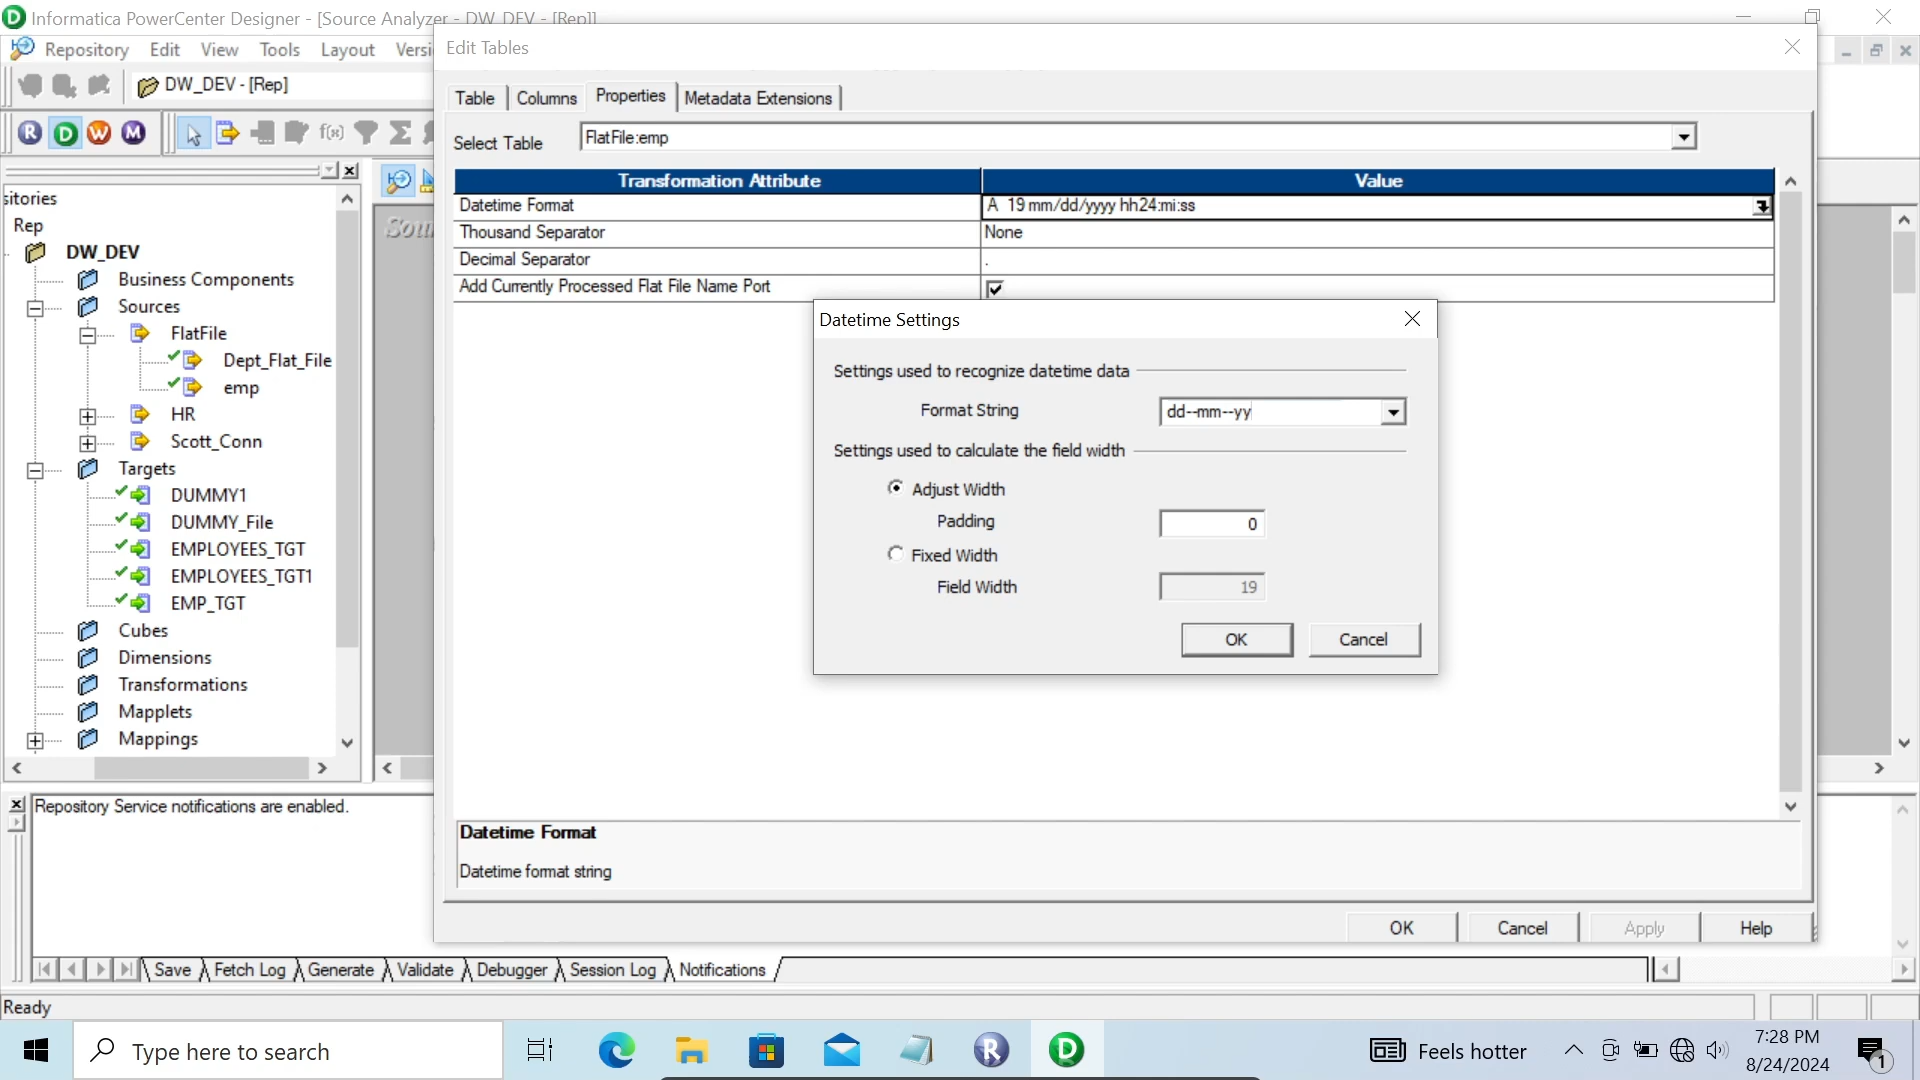 Informatica PowerCenter Designer - [Source Analyzer - DW_DEV - [Rep]]
Repository Edit View Tools Layout Versi
DW_DEV - [Rep]
R D W M f(x) Σ
sitories
Rep
DW_DEV
Business Components
Sources
FlatFile
Dept_Flat_File
emp
HR
Scott_Conn
Targets
DUMMY1
DUMMY_File
EMPLOYEES_TGT
EMPLOYEES_TGT1
EMP_TGT
Cubes
Dimensions
Transformations
Mapplets
Mappings
Sou
Edit Tables
Table Columns Properties Metadata Extensions
Select Table FlatFile:emp
Transformation Attribute Value
Datetime Format A 19 mm/dd/yyyy hh24:mi:ss
Thousand Separator None
Decimal Separator .
Add Currently Processed Flat File Name Port
Datetime Settings
Settings used to recognize datetime data
Format String dd--mm--yy
Settings used to calculate the field width
Adjust Width
Padding 0
Fixed Width
Field Width 19
OK Cancel
Datetime Format
Datetime format string
OK Cancel Apply Help
Repository Service notifications are enabled.
Save Fetch Log Generate Validate Debugger Session Log Notifications
Ready
Type here to search
R D
Feels hotter
7:28 PM
8/24/2024
1